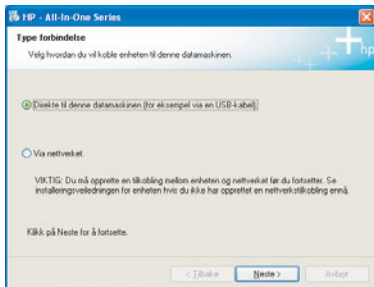 HP - All-In-One Series
Type forbindelse
Velg hvordan du vil koble enheten til denne datamaskinen.
hp
Direkte til denne datamaskinen (for eksempel via en USB-kabel).
Via nettverket.
VIKTIG: Du må opprette en tilkobling mellom enheten og nettverket før du fortsetter. Se
installeringsveiledningen for enheten hvis du ikke har opprettet en nettverkstilkobling ennå.
Klikk på Neste for å fortsette.
< Tilbake Neste > Avbryt